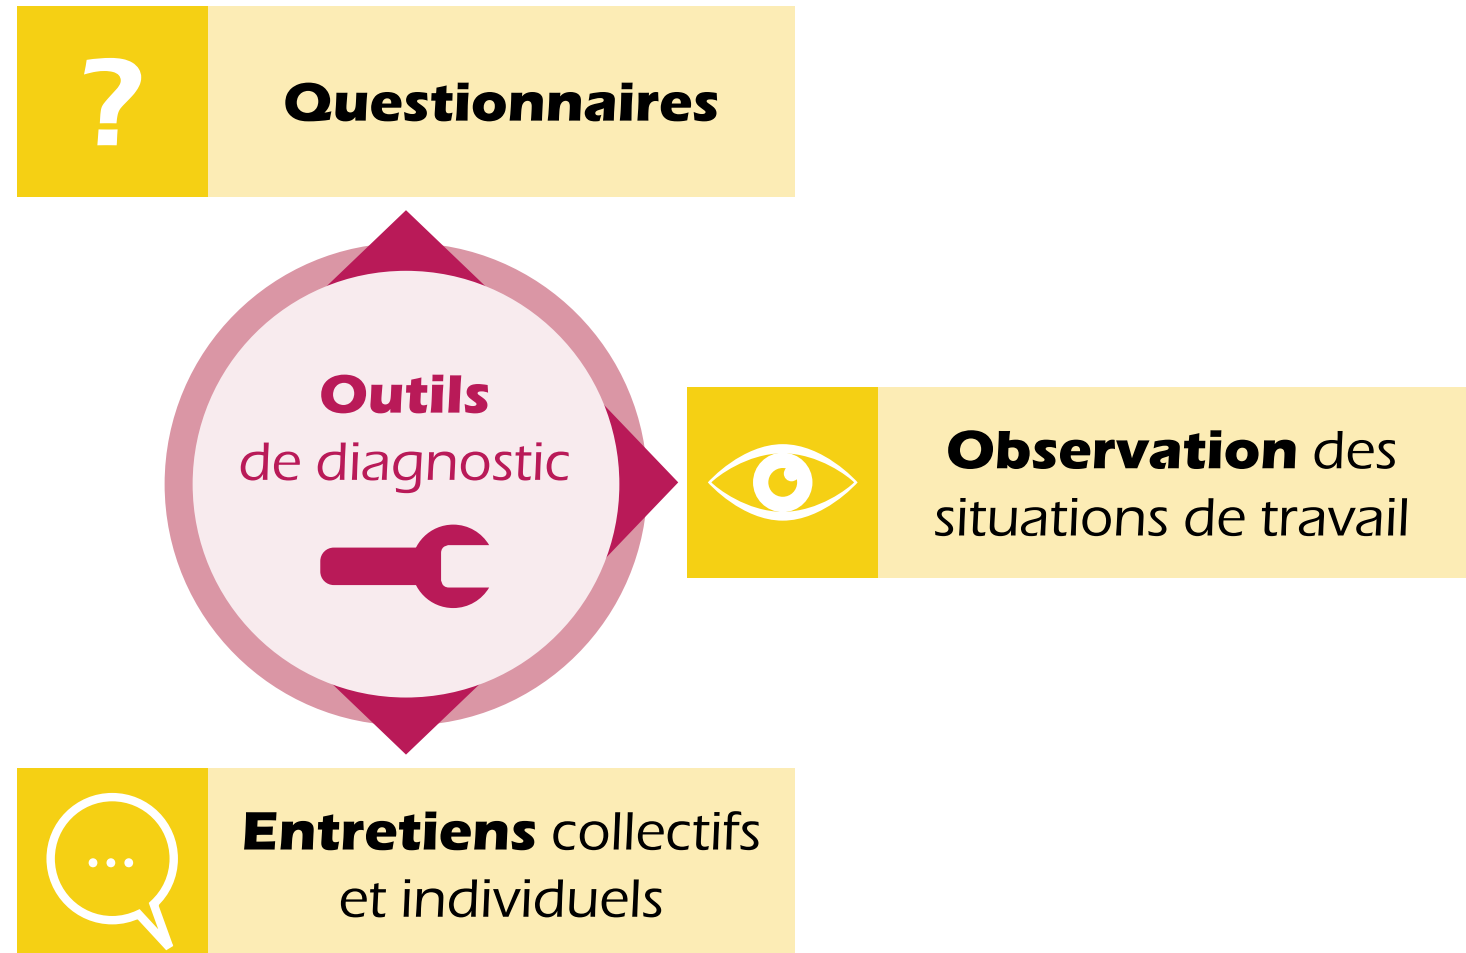 ?
Questionnaires
Outils
de diagnostic
Observation des
situations de travail
Entretiens collectifs
et individuels